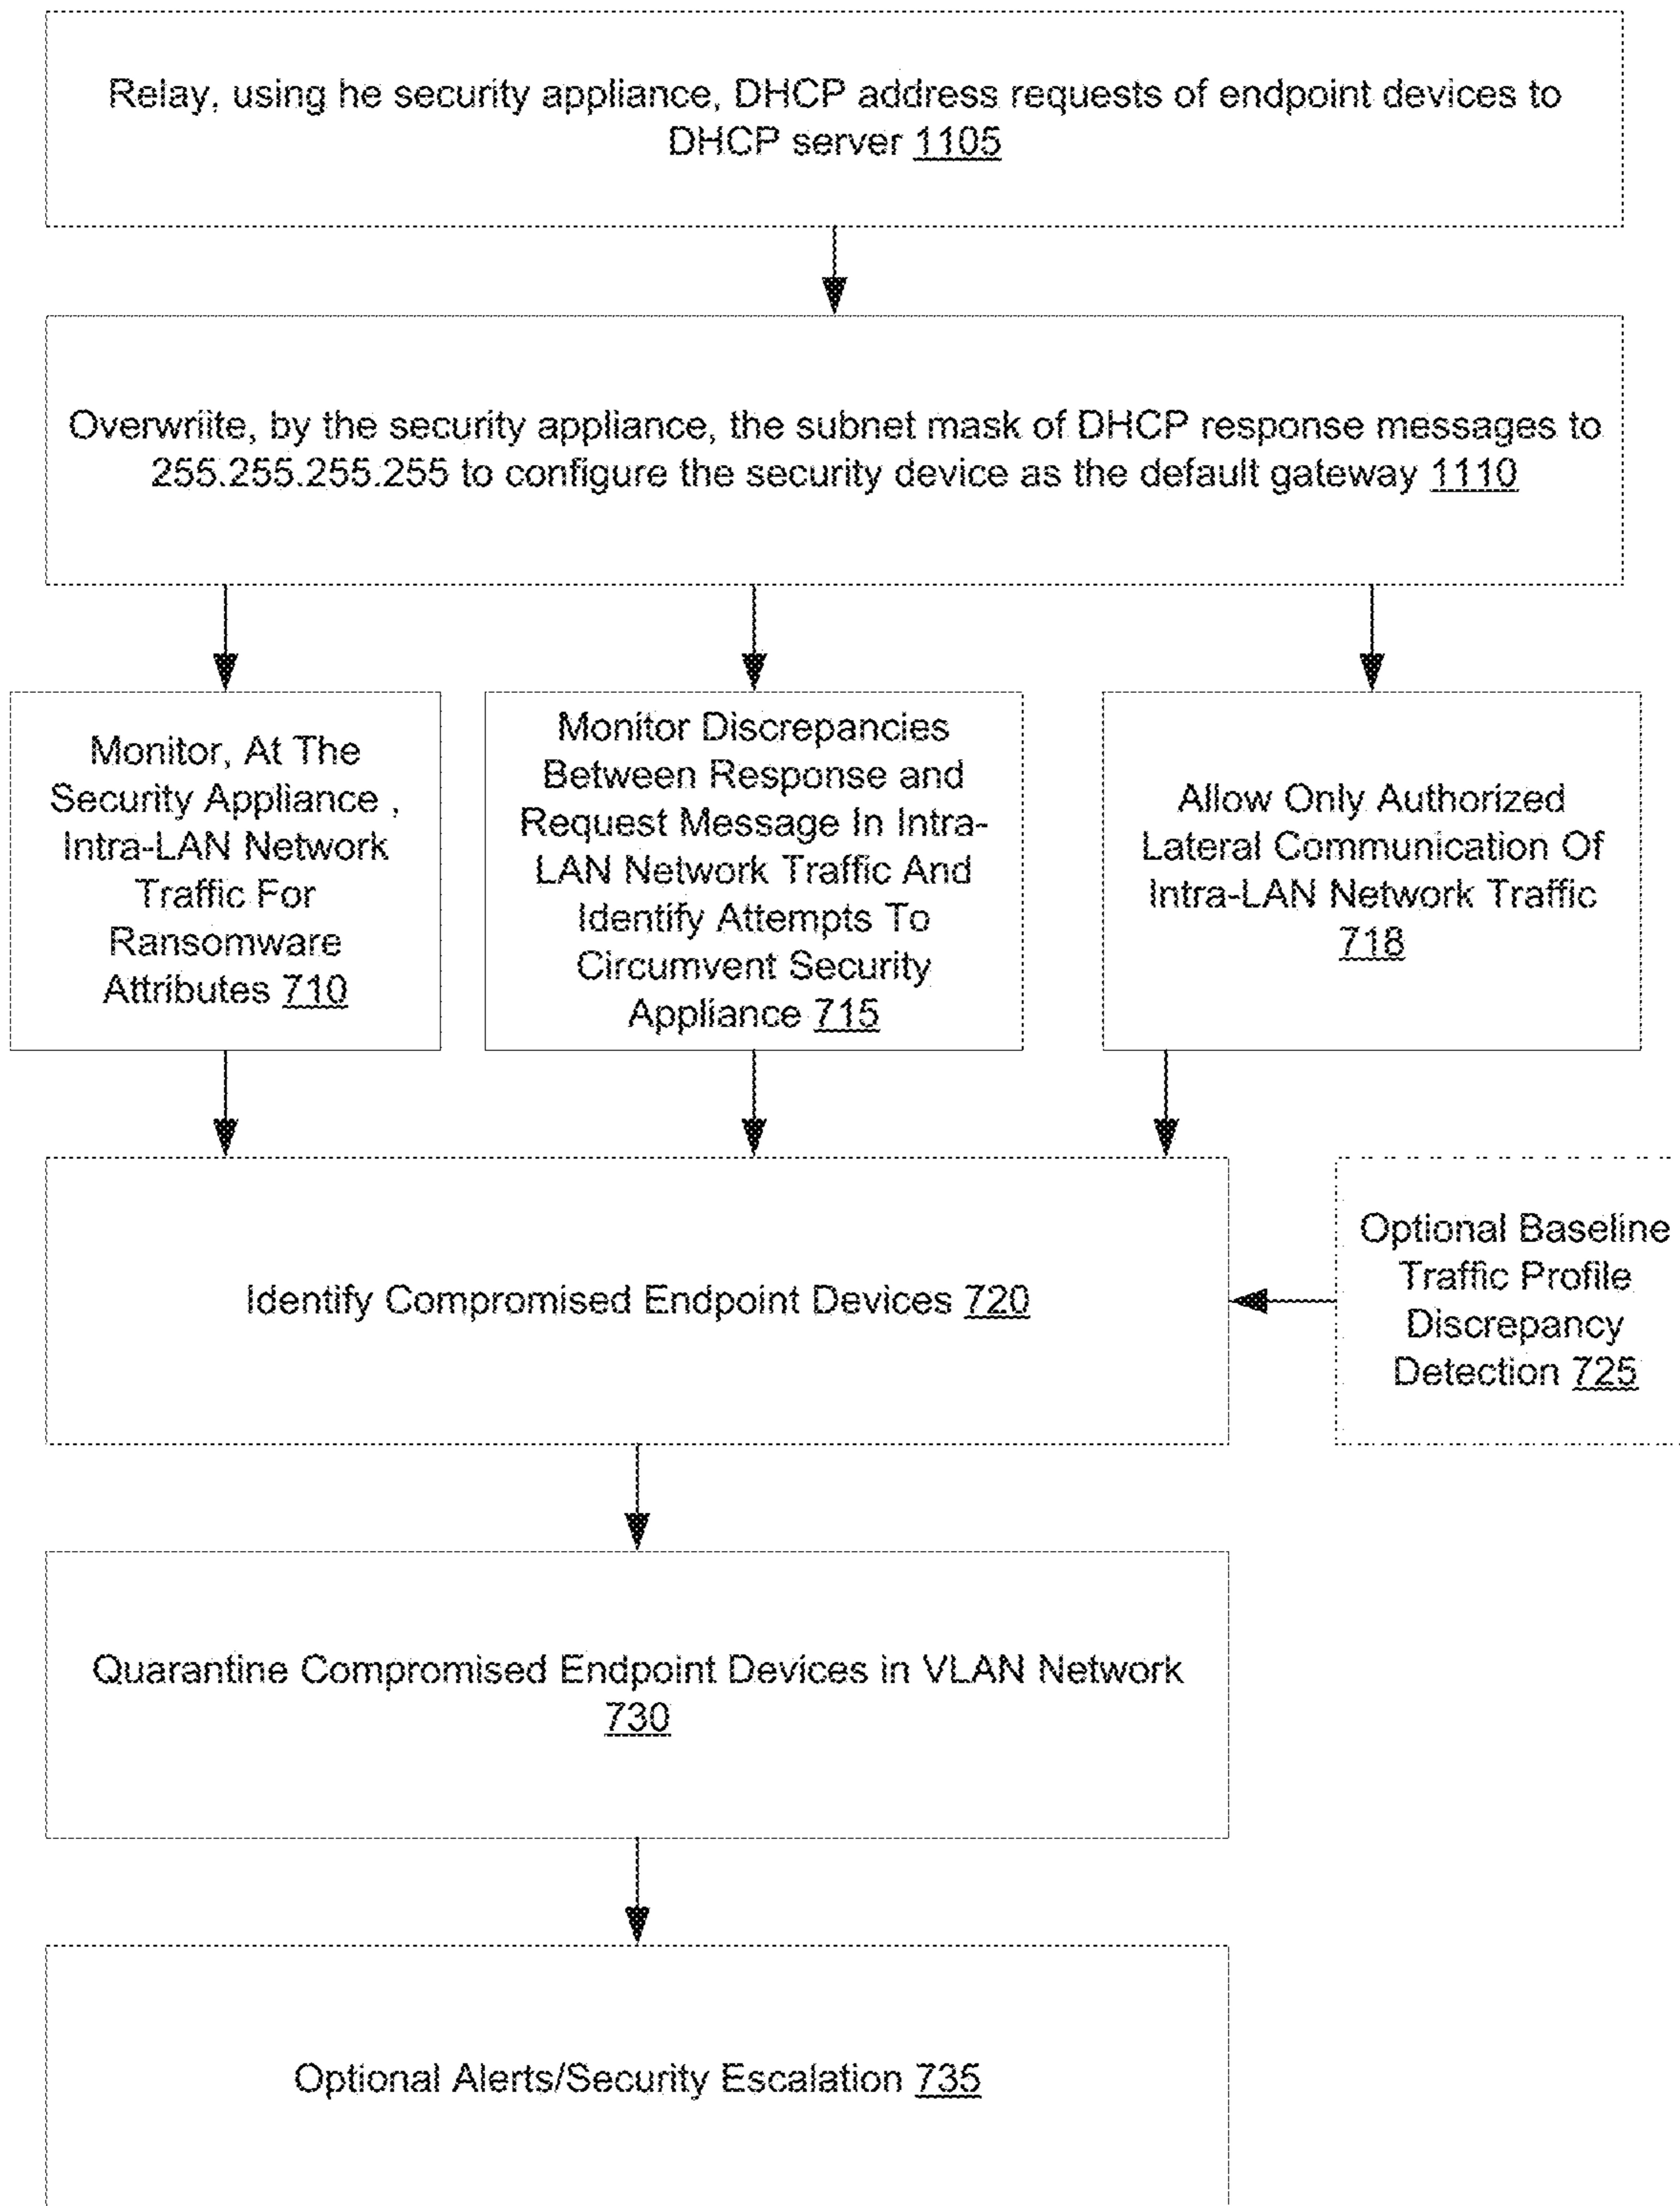 Relay, using he security appliance, DHCP address requests of endpoint devices to
DHCP server 1105
Overwriite, by the security appliance, the subnet mask of DHCP response messages to
255.255.255.255 to configure the security device as the default gateway 1110
Monitor, At The
Security Appliance ,
Intra-LAN Network
Traffic For
Ransomware
Attributes 710
Monitor Discrepancies
Between Response and
Request Message In Intra-
LAN Network Traffic And
Identify Attempts To
Circumvent Security
Appliance 715
Allow Only Authorized
Lateral Communication Of
Intra-LAN Network Traffic
718
Identify Compromised Endpoint Devices 720
Optional Baseline
Traffic Profile
Discrepancy
Detection 725
Quarantine Compromised Endpoint Devices in VLAN Network
730
Optional Alerts/Security Escalation 735